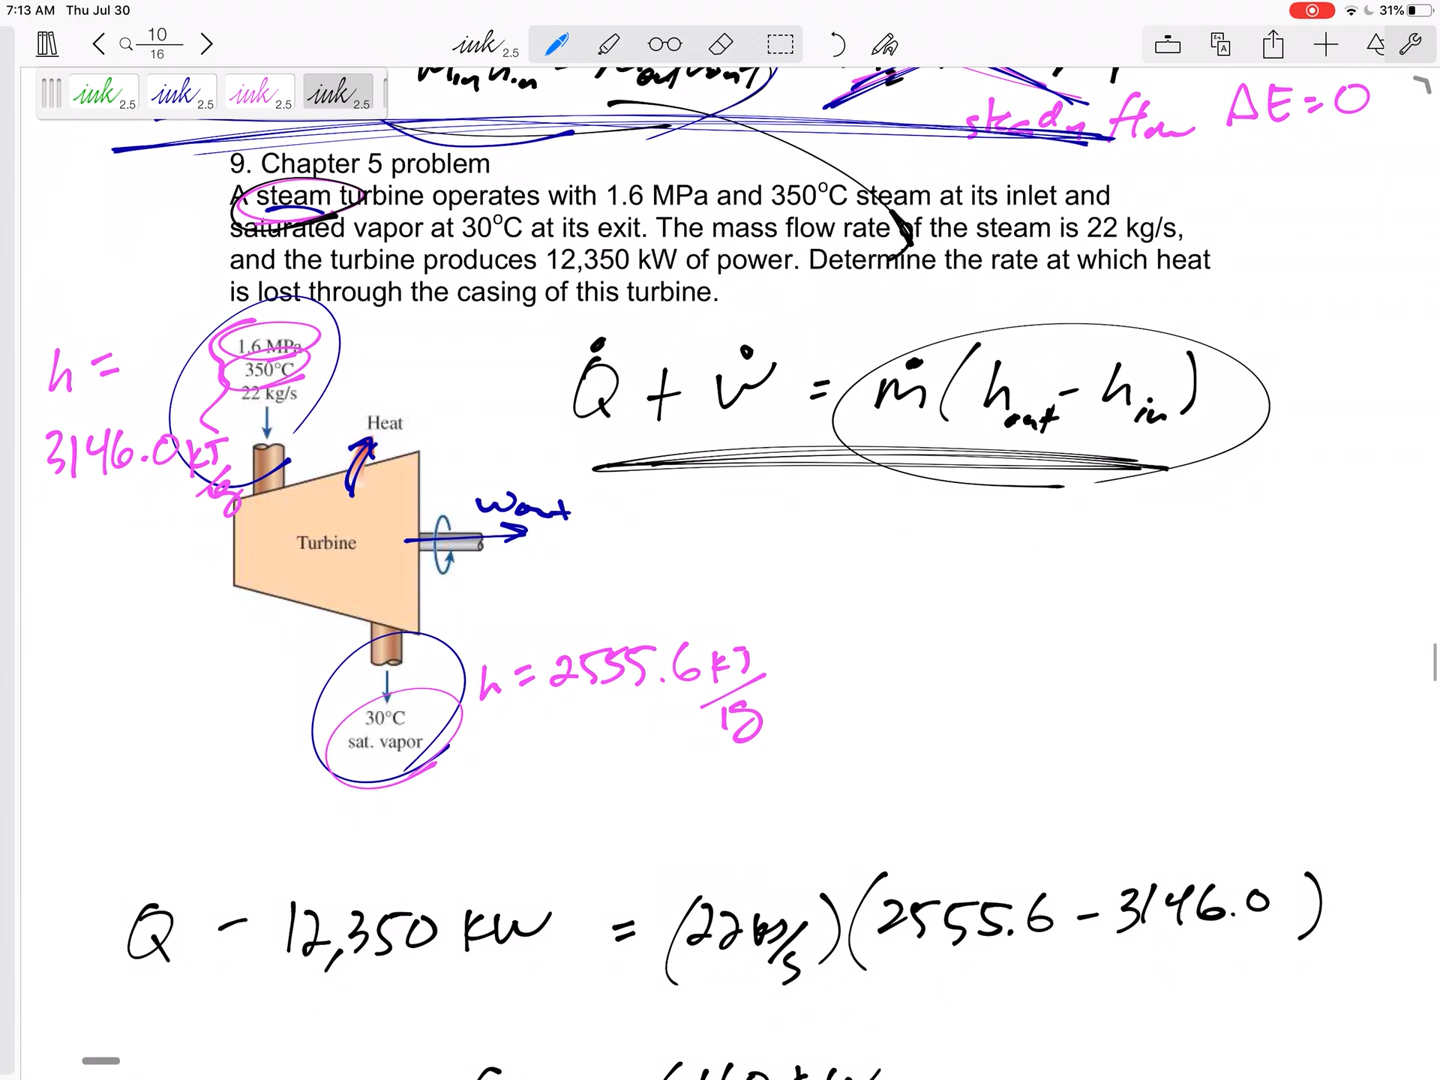 7:13 AM Thu Jul 30
31%
10
16
ink 2.5
ink 2.5 ink 2.5 ink 2.5 ink 2.5
steady flow ΔE=0
9. Chapter 5 problem
A steam turbine operates with 1.6 MPa and 350°C steam at its inlet and
saturated vapor at 30°C at its exit. The mass flow rate of the steam is 22 kg/s,
and the turbine produces 12,350 kW of power. Determine the rate at which heat
is lost through the casing of this turbine.
h =
3146.0 kJ/kg
1.6 MPa
350°C
22 kg/s
Q̇ + ẇ = ṁ(h out - h in)
Heat
Wout
Turbine
h = 2555.6 kJ/kg
30°C
sat. vapor
Q - 12,350 kW = (22 kg/s)(2555.6 - 3146.0)